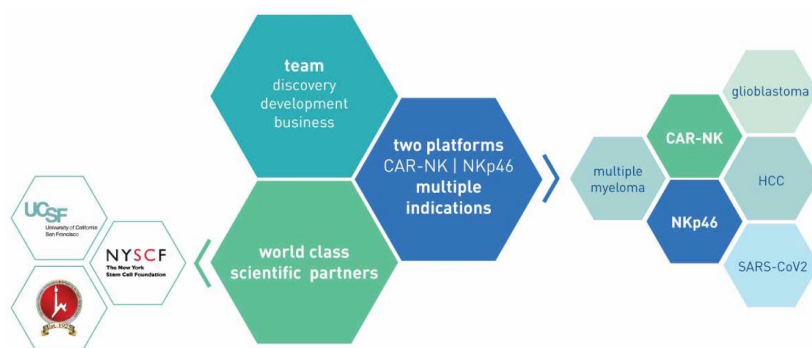 team
discovery
development
business
two platforms
CAR-NK | NKp46
multiple
indications
world class
scientific partners
UCSF
University of California
San Francisco
NYSCF
The New York
Stem Cell Foundation
glioblastoma
CAR-NK
multiple
myeloma
HCC
NKp46
SARS-CoV2